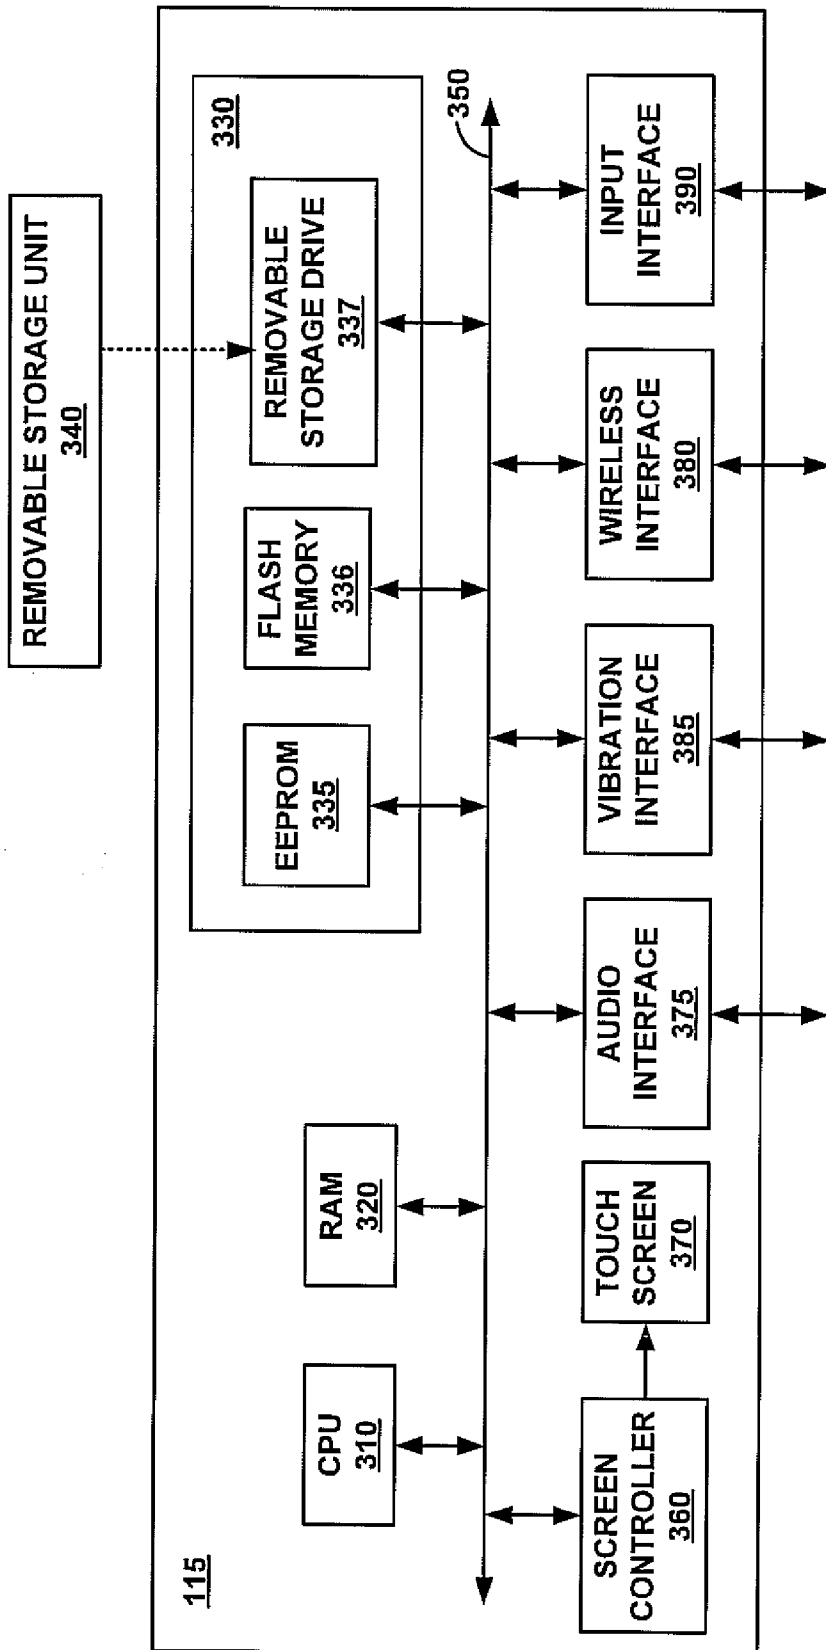 REMOVABLE STORAGE UNIT
340
115
330
CPU
310
RAM
320
EEPROM
335
FLASH
MEMORY
336
REMOVABLE
STORAGE DRIVE
337
350
SCREEN
CONTROLLER
360
TOUCH
SCREEN
370
AUDIO
INTERFACE
375
VIBRATION
INTERFACE
385
WIRELESS
INTERFACE
380
INPUT
INTERFACE
390